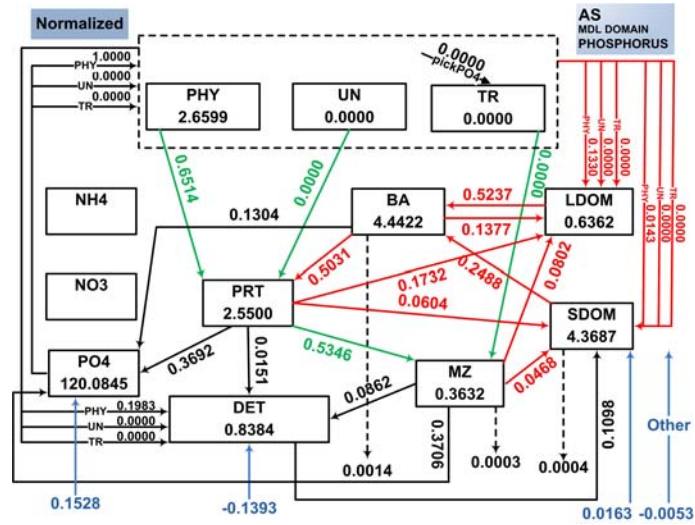 Normalized
AS
MDL DOMAIN
PHOSPHORUS
PHY 1.0000
UN 0.0000
TR 0.0000
0.0000
pickPO4
PHY
2.6599
UN
0.0000
TR
0.0000
PHY 0.1330
UN 0.0000
TR 0.0000
PHY 0.0143
UN 0.0000
TR 0.0000
0.6514
0.0000
0.0000
NH4
BA
4.4422
LDOM
0.6362
0.5237
0.1377
0.1304
0.5031
0.1732
0.2488
0.0802
0.0604
NO3
PRT
2.5500
SDOM
4.3687
PO4
120.0845
0.3692
0.0151
0.5346
MZ
0.3632
0.0468
0.0862
PHY 0.1983
UN 0.0000
TR 0.0000
DET
0.8384
0.3706
0.1098
Other
0.0014
0.0003
0.0004
0.1528
-0.1393
0.0163
-0.0053